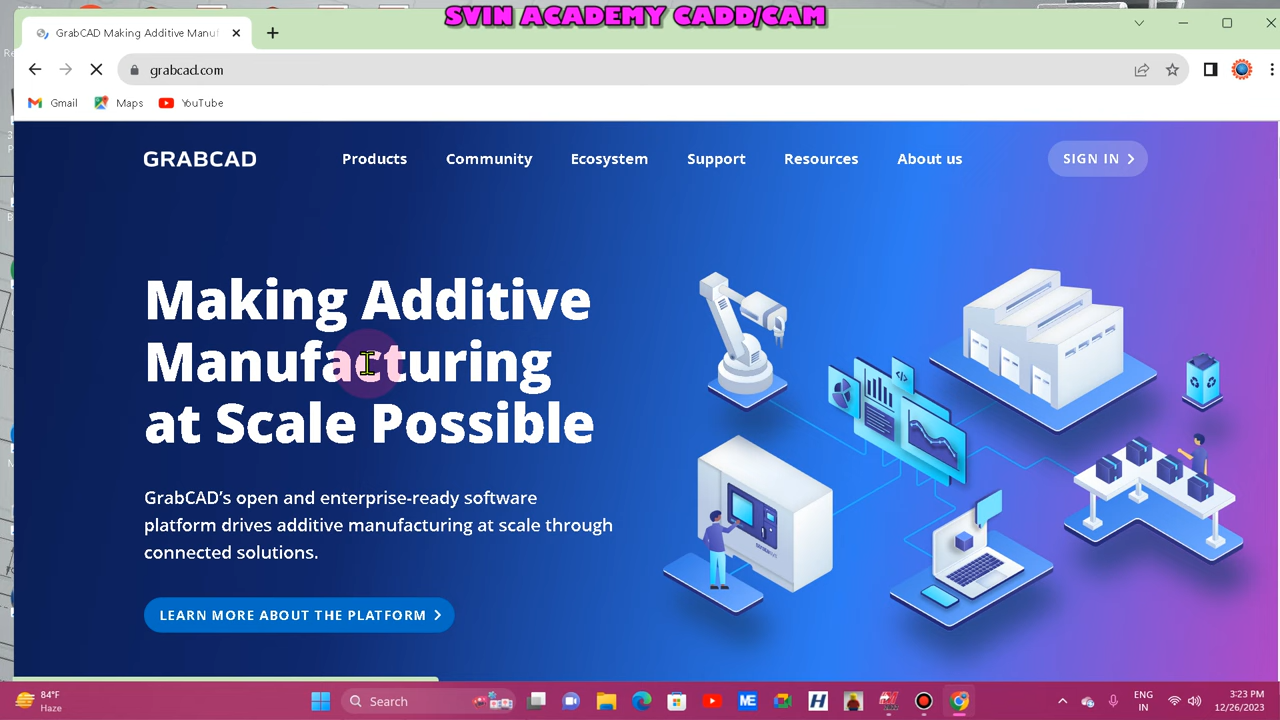 SVIN ACADEMY CADD/CAM
GrabCAD Making Additive Manuf
grabcad.com
Gmail Maps YouTube
GRABCAD Products Community Ecosystem Support Resources About us SIGN IN
Making Additive
Manufacturing
at Scale Possible
GrabCAD's open and enterprise-ready software
platform drives additive manufacturing at scale through
connected solutions.
LEARN MORE ABOUT THE PLATFORM
84°F
Haze
Search
ENG
IN
3:23 PM
12/26/2023